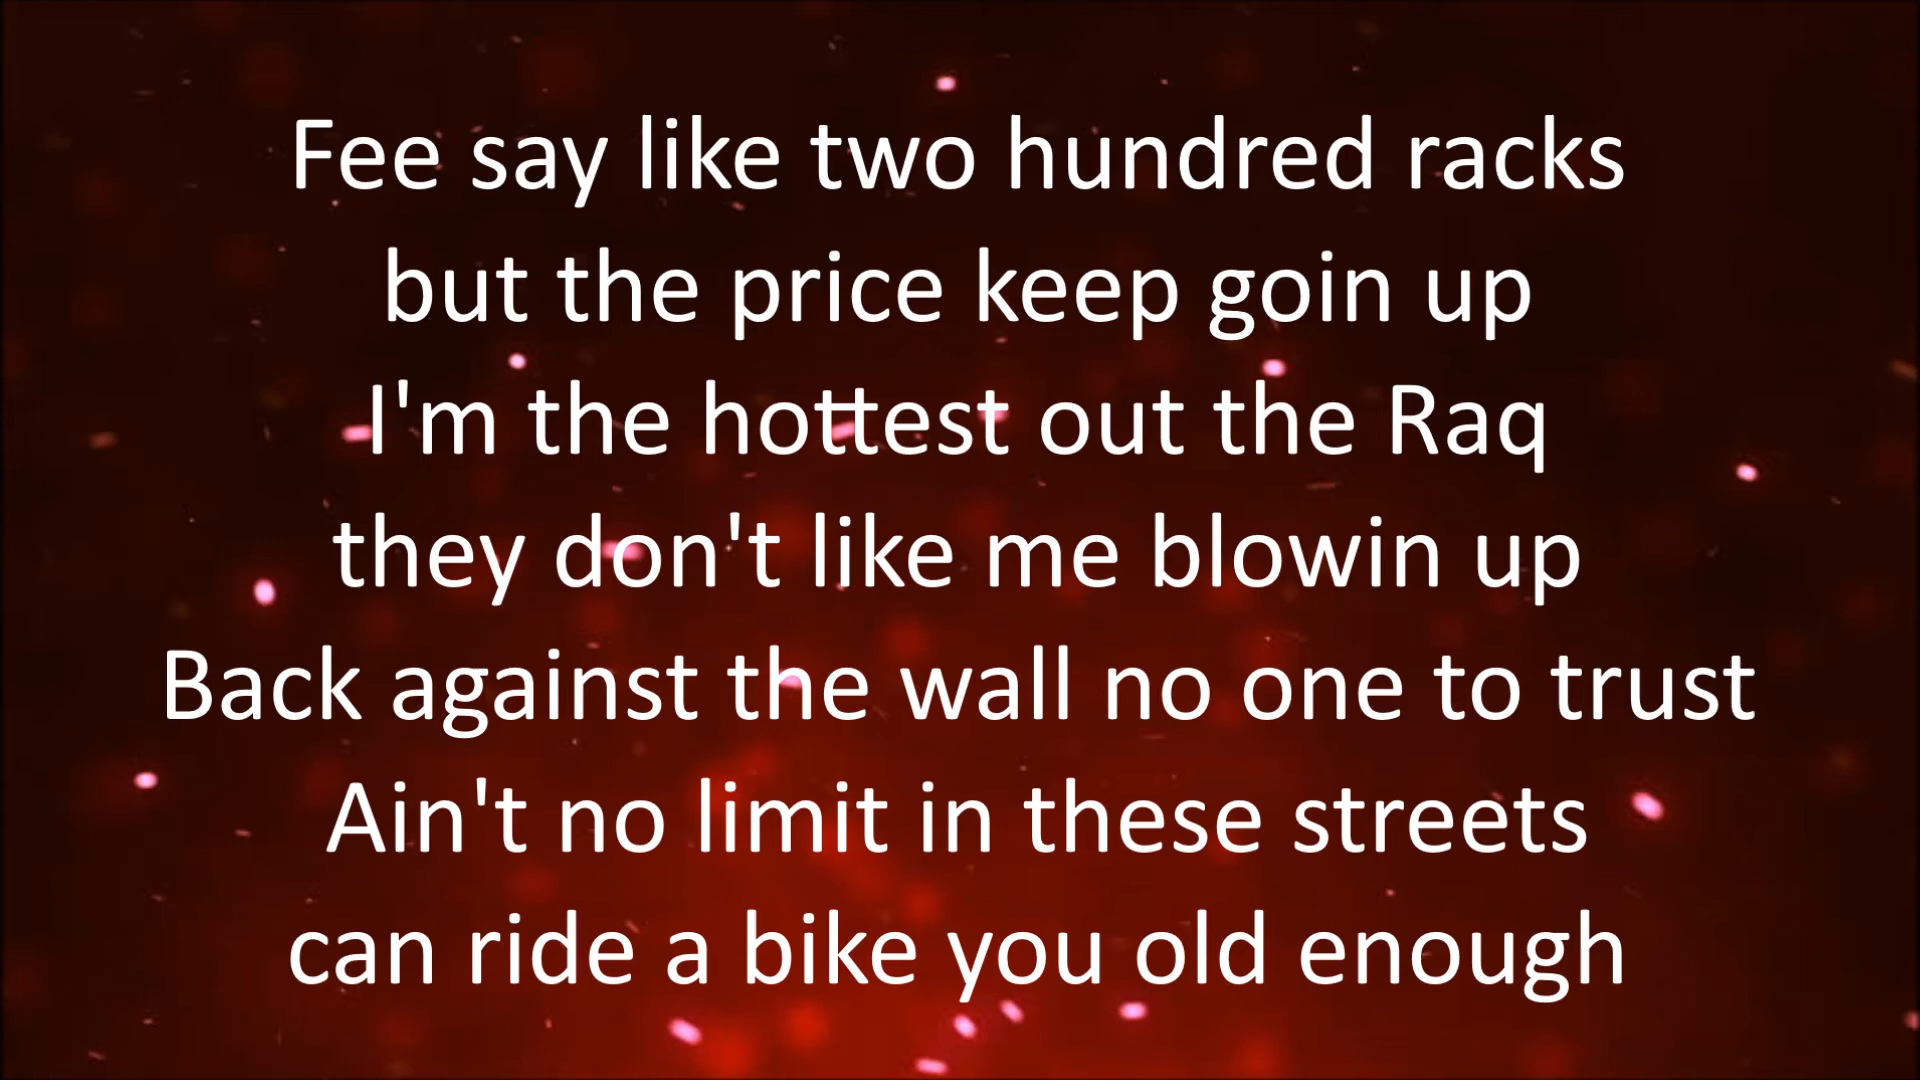 Fee say like two hundred racks
but the price keep goin up
I'm the hottest out the Raq
they don't like me blowin up
Back against the wall no one to trust
Ain't no limit in these streets
can ride a bike you old enough